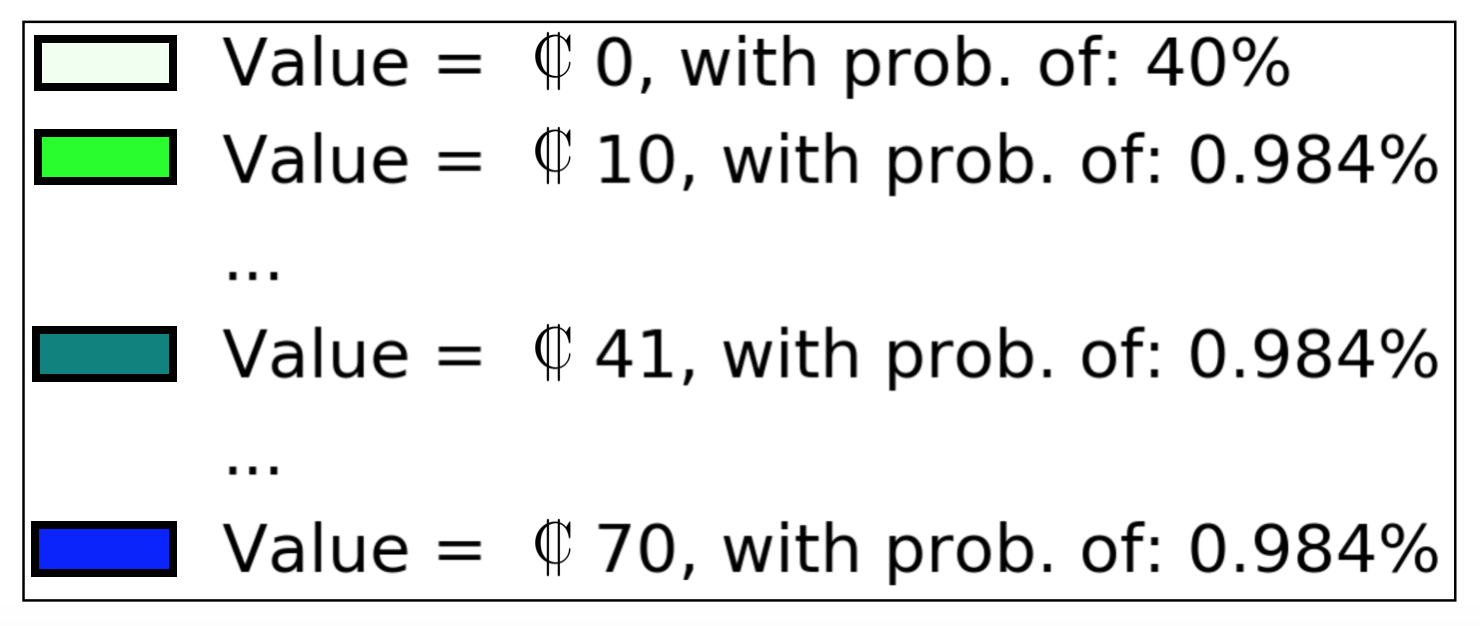 Value = ₵ 0, with prob. of: 40%
Value = ₵ 10, with prob. of: 0.984%
...
Value = ₵ 41, with prob. of: 0.984%
...
Value = ₵ 70, with prob. of: 0.984%